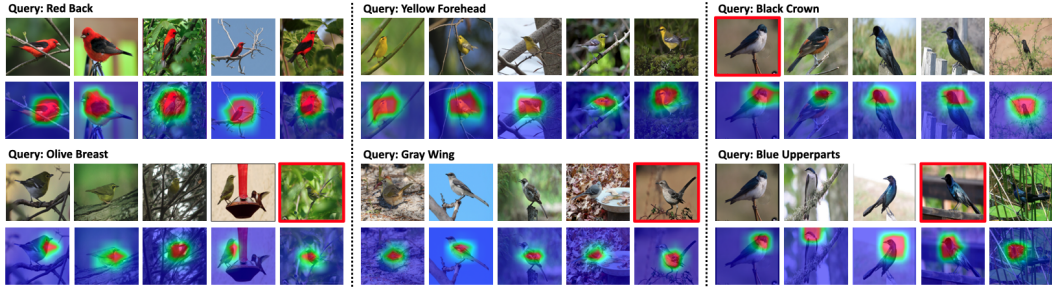 Query: Red Back
Query: Yellow Forehead
Query: Black Crown
Query: Olive Breast
Query: Gray Wing
Query: Blue Upperparts